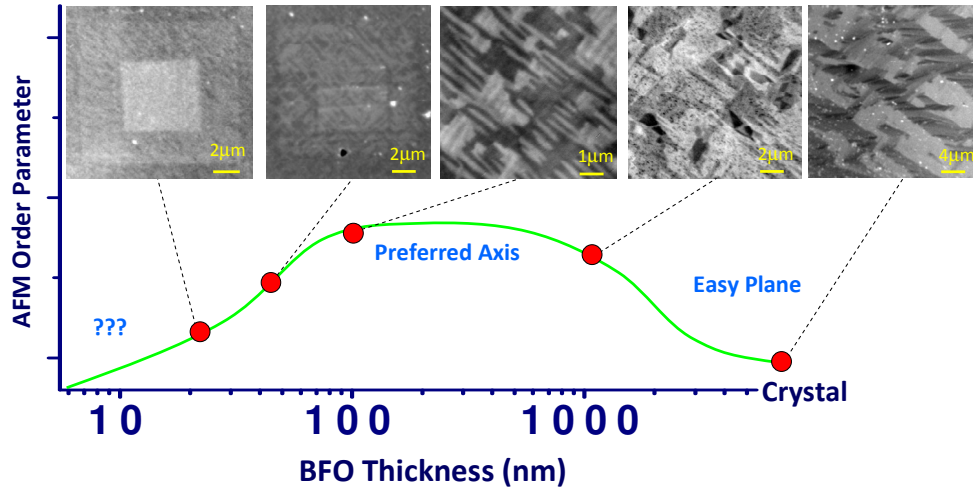 2μm
2μm
1μm
2μm
4μm
AFM Order Parameter
Preferred Axis
Easy Plane
???
Crystal
10
100
1000
BFO Thickness (nm)